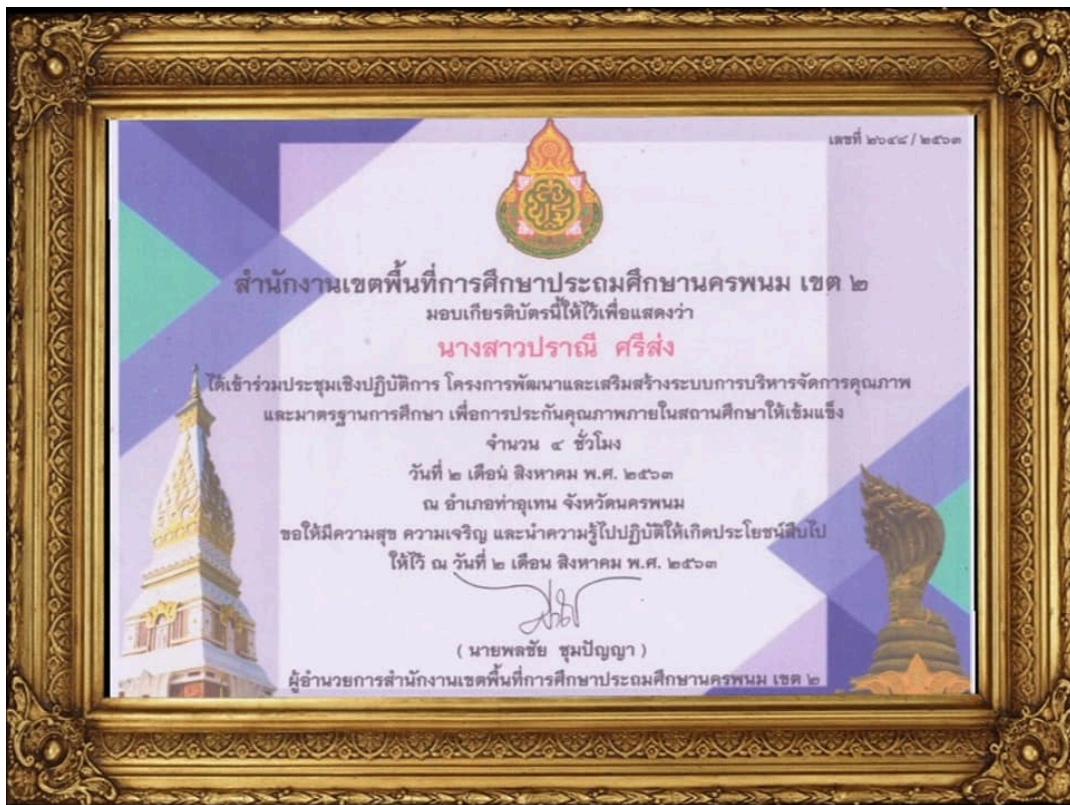 เลขที่ ๒๖๔๘ / ๒๕๖๓
สำนักงานเขตพื้นที่การศึกษาประถมศึกษานครพนม เขต ๒
มอบเกียรติบัตรนี้ให้ไว้เพื่อแสดงว่า
นางสาวปราณี ศรีส่ง
ได้เข้าร่วมประชุมเชิงปฏิบัติการ โครงการพัฒนาและเสริมสร้างระบบการบริหารจัดการคุณภาพ
และมาตรฐานการศึกษา เพื่อการประกันคุณภาพภายในสถานศึกษาให้เข้มแข็ง
จำนวน ๔ ชั่วโมง
วันที่ ๒ เดือน สิงหาคม พ.ศ. ๒๕๖๓
ณ อำเภอท่าอุเทน จังหวัดนครพนม
ขอให้มีความสุข ความเจริญ และนำความรู้ไปปฏิบัติให้เกิดประโยชน์สืบไป
ให้ไว้ ณ วันที่ ๒ เดือน สิงหาคม พ.ศ. ๒๕๖๓
( นายพลชัย ชุมปัญญา )
ผู้อำนวยการสำนักงานเขตพื้นที่การศึกษาประถมศึกษานครพนม เขต ๒